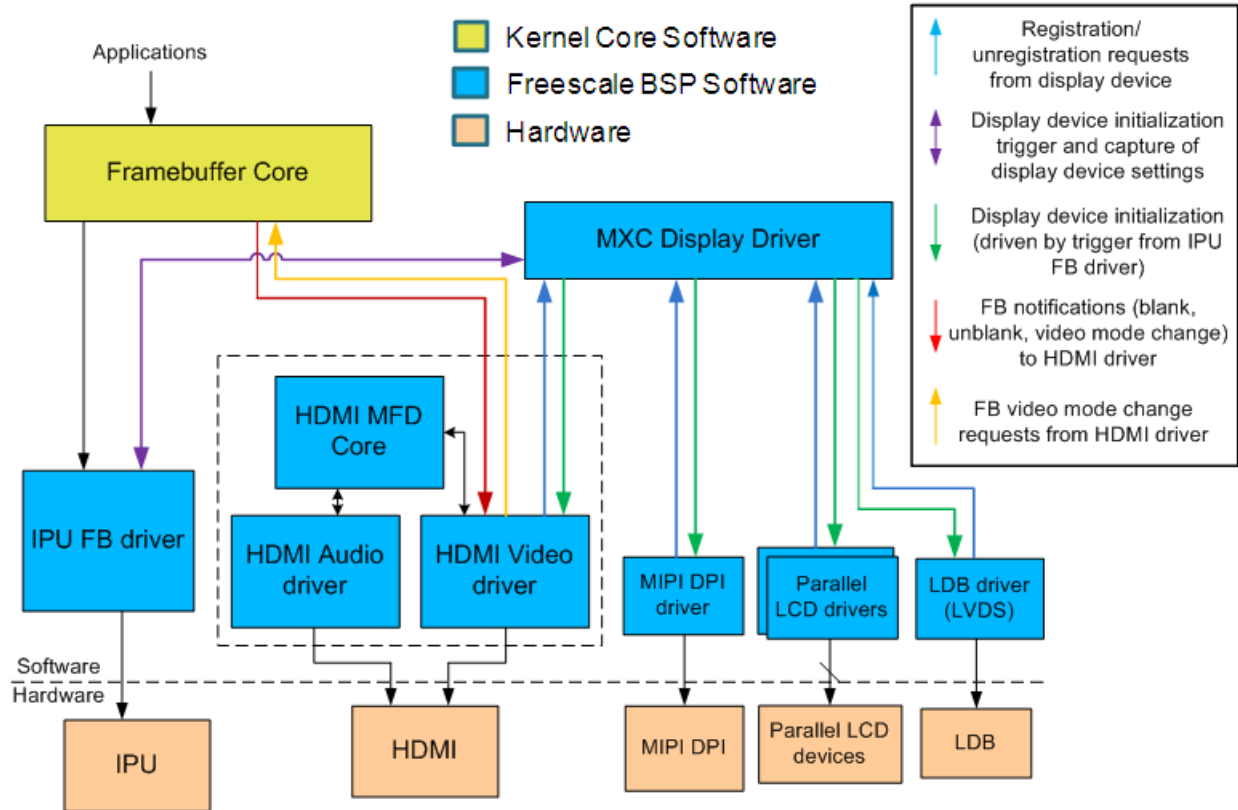 Applications
Kernel Core Software
Freescale BSP Software
Hardware
Framebuffer Core
MXC Display Driver
HDMI MFD
Core
IPU FB driver
HDMI Audio
driver
HDMI Video
driver
MIPI DPI
driver
Parallel
LCD drivers
LDB driver
(LVDS)
Software
Hardware
IPU
HDMI
MIPI DPI
Parallel LCD
devices
LDB
Registration/
unregistration requests
from display device
Display device initialization
trigger and capture of
display device settings
Display device initialization
(driven by trigger from IPU
FB driver)
FB notifications (blank,
unblank, video mode change)
to HDMI driver
FB video mode change
requests from HDMI driver